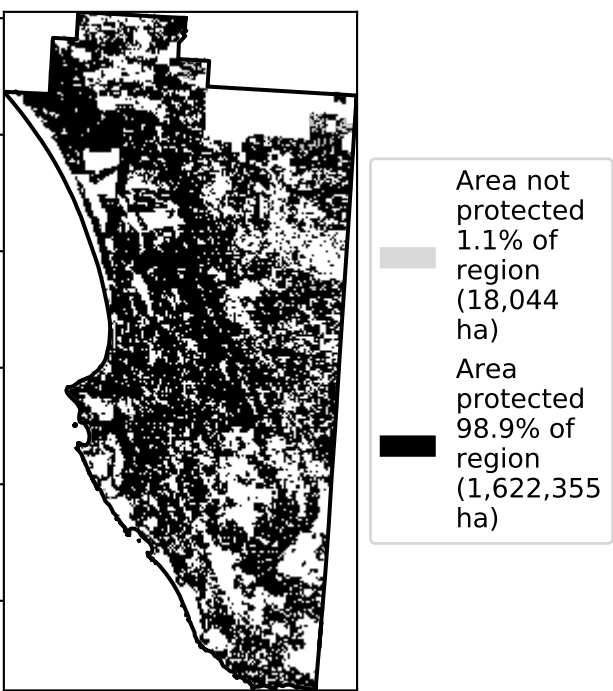 Area not
protected
1.1% of
region
(18,044
ha)
Area
protected
98.9% of
region
(1,622,355
ha)